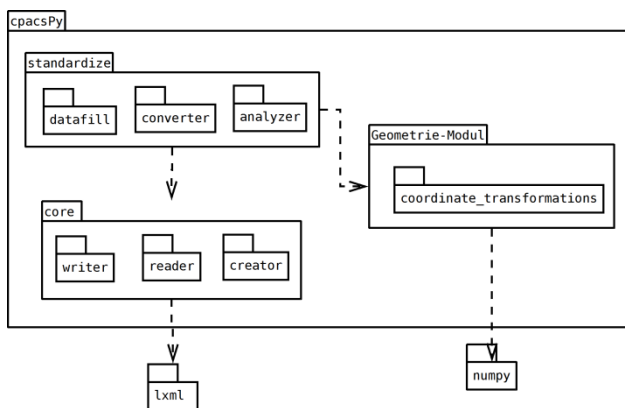 cpacsPy
standardize
datafill
converter
analyzer
Geometrie-Modul
coordinate_transformations
core
writer
reader
creator
lxml
numpy